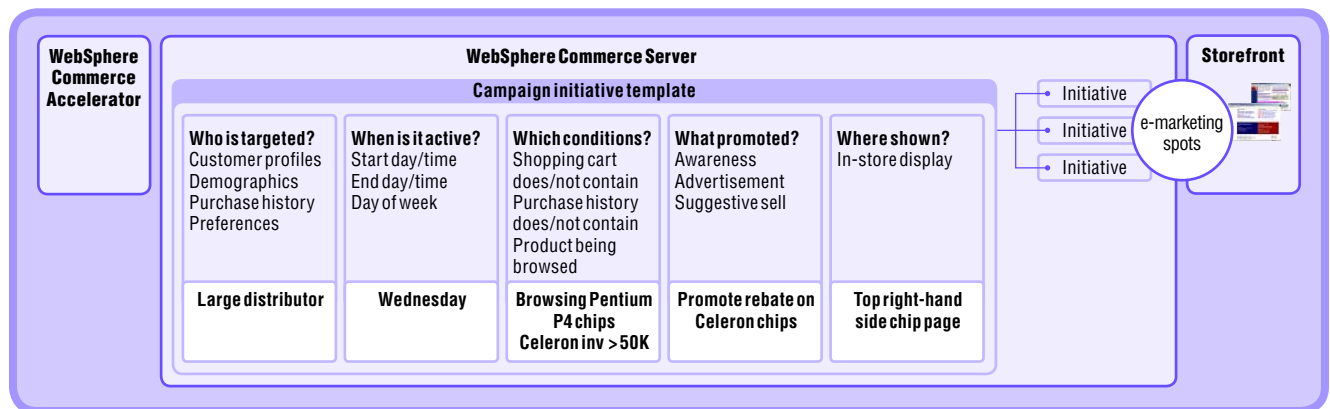 WebSphere
Commerce
Accelerator
WebSphere Commerce Server
Campaign initiative template
Who is targeted?
Customer profiles
Demographics
Purchase history
Preferences
Large distributor
When is it active?
Start day/time
End day/time
Day of week
Wednesday
Which conditions?
Shopping cart
does/not contain
Purchase history
does/not contain
Product being
browsed
Browsing Pentium
P4 chips
Celeron inv > 50K
What promoted?
Awareness
Advertisement
Suggestive sell
Promote rebate on
Celeron chips
Where shown?
In-store display
Top right-hand
side chip page
Initiative
Initiative
Initiative
e-marketing
spots
Storefront